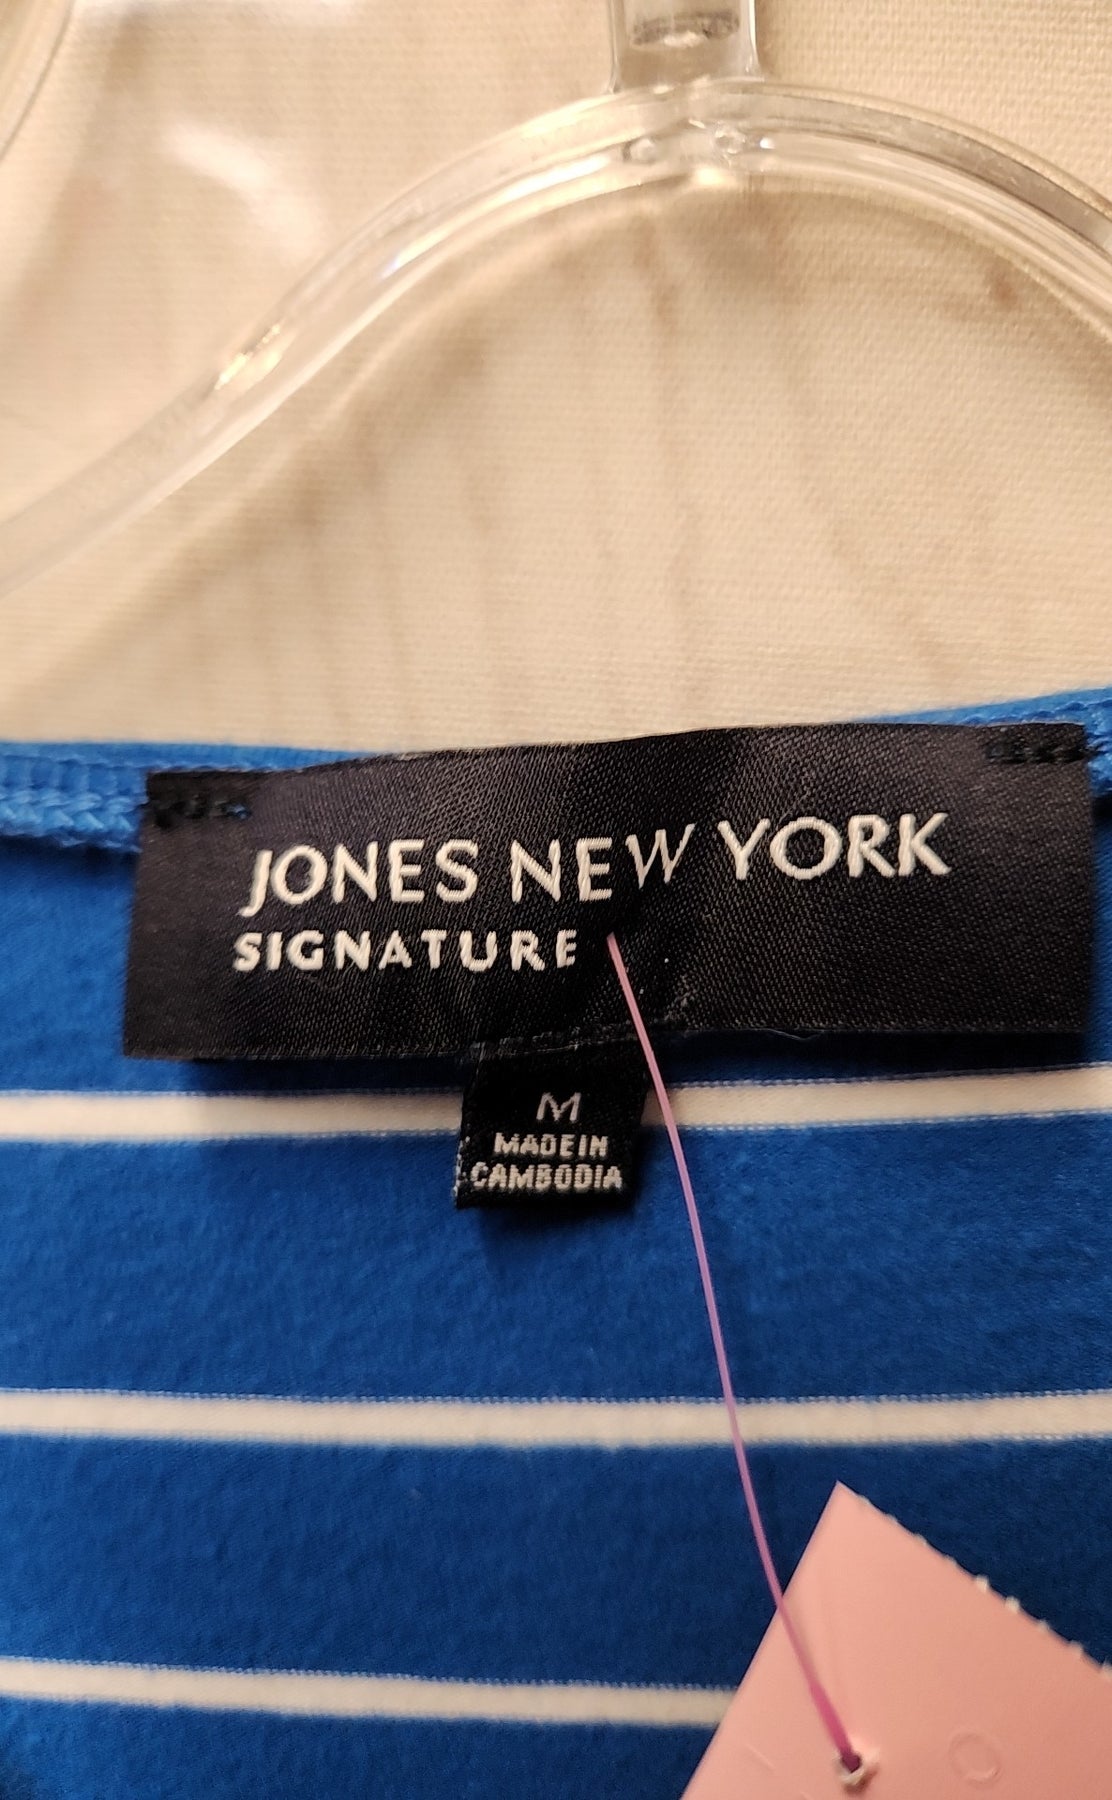 JONES NEW YORK
SIGNATURE
M
MADE IN
CAMBODIA